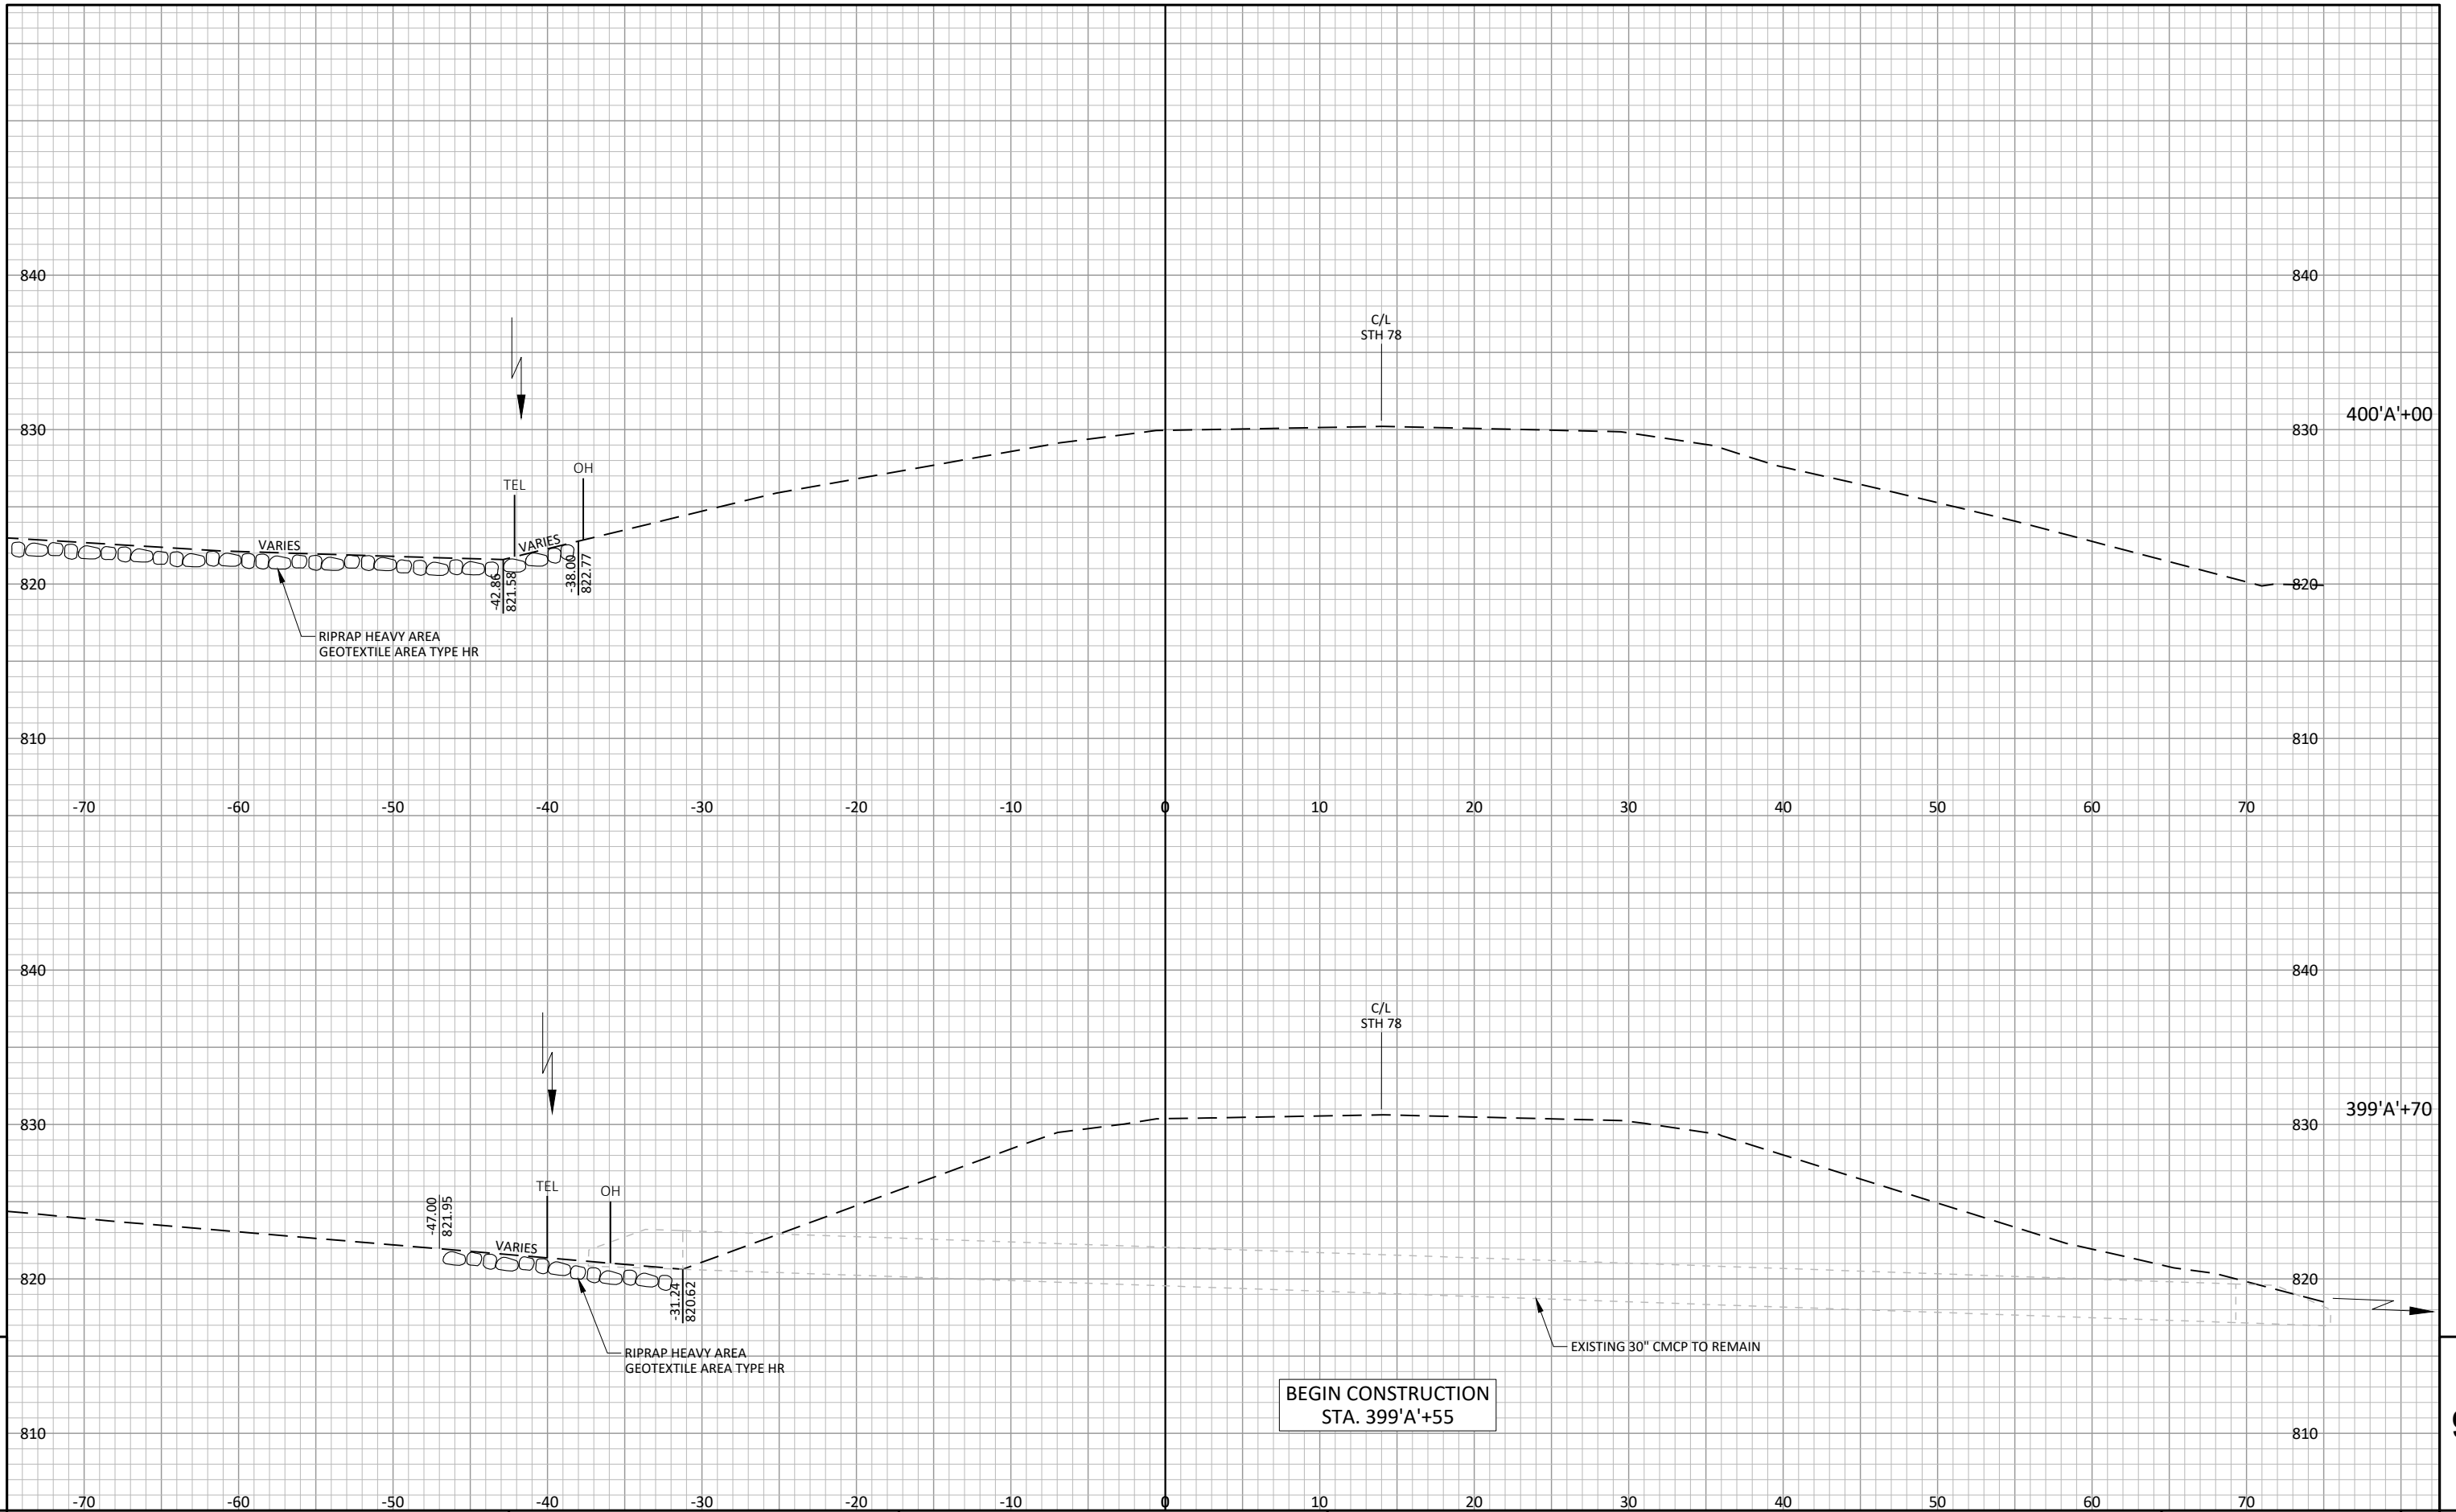 840
840
C/L
STH 78
400'A'+00
830
830
OH
TEL
VARIES
VARIES
-42.86
821.58
-38.00
822.77
820
820
RIPRAP HEAVY AREA
GEOTEXTILE AREA TYPE HR
810
810
-70 -60 -50 -40 -30 -20 -10 0 10 20 30 40 50 60 70
840
840
C/L
STH 78
399'A'+70
830
830
TEL
OH
-47.00
821.95
VARIES
820
820
-31.24
820.62
RIPRAP HEAVY AREA
GEOTEXTILE AREA TYPE HR
EXISTING 30" CMCP TO REMAIN
BEGIN CONSTRUCTION
STA. 399'A'+55
810
810
-70 -60 -50 -40 -30 -20 -10 0 10 20 30 40 50 60 70